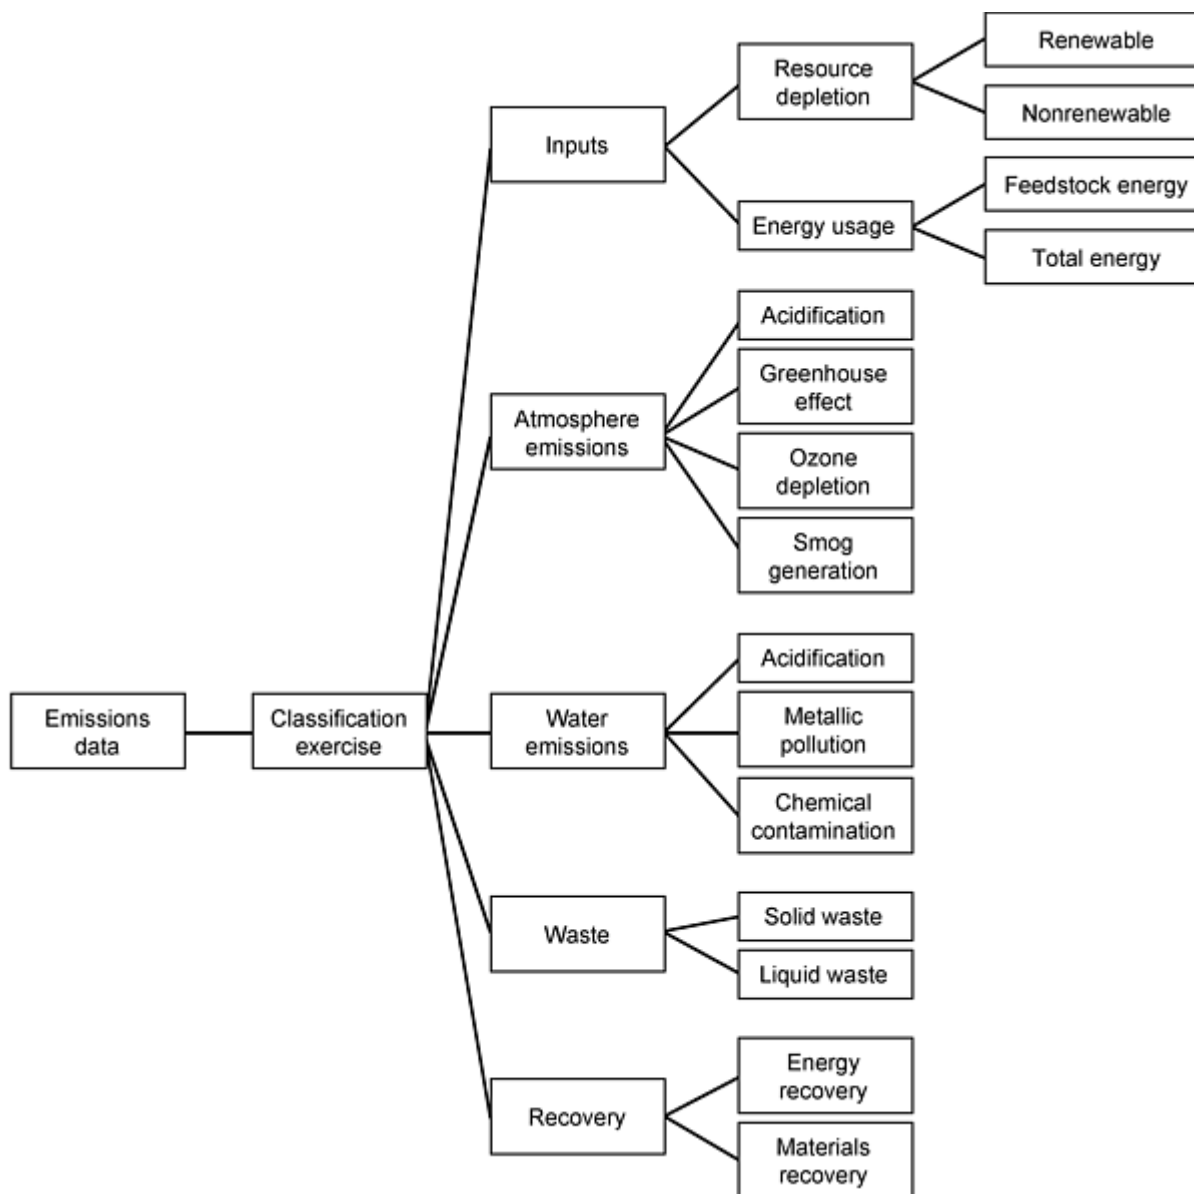 Renewable
Resource
depletion
Nonrenewable
Inputs
Feedstock energy
Energy usage
Total energy
Acidification
Greenhouse
effect
Atmosphere
emissions
Ozone
depletion
Smog
generation
Acidification
Emissions
data
Classification
exercise
Water
emissions
Metallic
pollution
Chemical
contamination
Solid waste
Waste
Liquid waste
Energy
recovery
Recovery
Materials
recovery